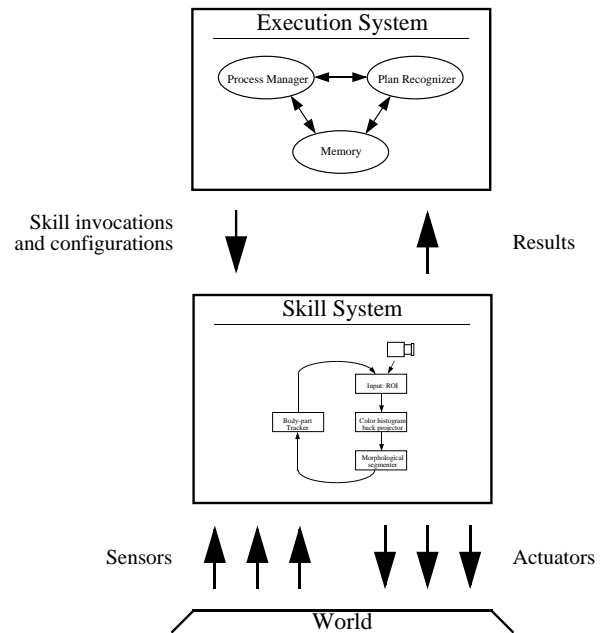 Execution System
Process Manager
Plan Recognizer
Memory
Skill invocations
and configurations
Results
Skill System
Input: ROI
Body-part
Tracker
Color histogram
back projector
Morphological
segmenter
Sensors
Actuators
World